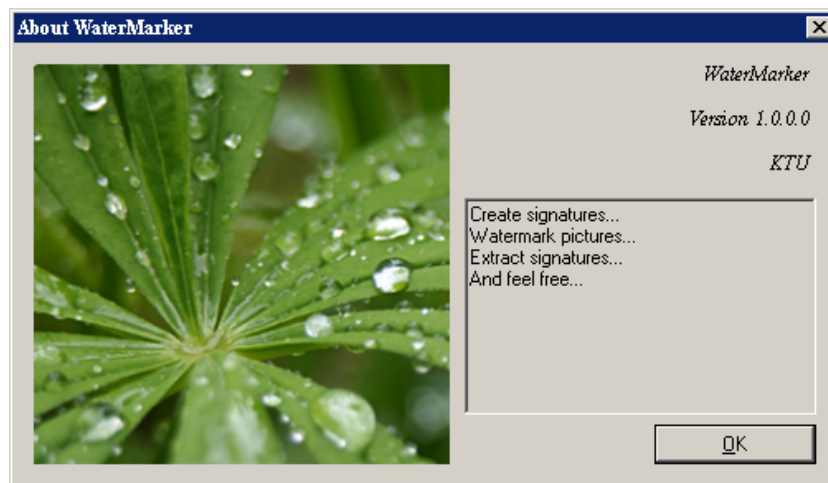 About WaterMarker
WaterMarker
Version 1.0.0.0
KTU
Create signatures...
Watermark pictures...
Extract signatures...
And feel free...
OK